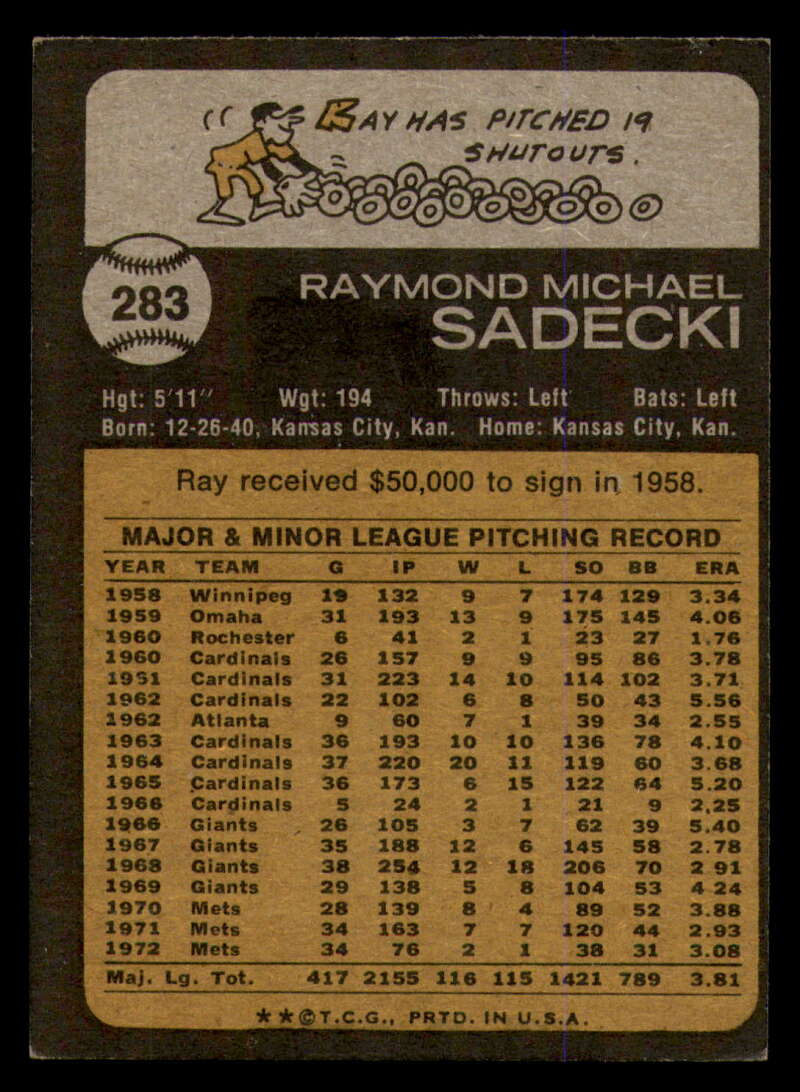 RAY HAS PITCHED 19
SHUTOUTS.
283
RAYMOND MICHAEL
SADECKI
Hgt: 5'11" Wgt: 194 Throws: Left Bats: Left
Born: 12-26-40, Kansas City, Kan. Home: Kansas City, Kan.
Ray received $50,000 to sign in 1958.
MAJOR & MINOR LEAGUE PITCHING RECORD
YEAR TEAM G IP W L SO BB ERA
1958 Winnipeg 19 132 9 7 174 129 3.34
1959 Omaha 31 193 13 9 175 145 4.06
1960 Rochester 6 41 2 1 23 27 1.76
1960 Cardinals 26 157 9 9 95 86 3.78
1961 Cardinals 31 223 14 10 114 102 3.71
1962 Cardinals 22 102 6 8 50 43 5.56
1962 Atlanta 9 60 7 1 39 34 2.55
1963 Cardinals 36 193 10 10 136 78 4.10
1964 Cardinals 37 220 20 11 119 60 3.68
1965 Cardinals 36 173 6 15 122 64 5.20
1966 Cardinals 5 24 2 1 21 9 2.25
1966 Giants 26 105 3 7 62 39 5.40
1967 Giants 35 188 12 6 145 58 2.78
1968 Giants 38 254 12 18 206 70 2 91
1969 Giants 29 138 5 8 104 53 4 24
1970 Mets 28 139 8 4 89 52 3.88
1971 Mets 34 163 7 7 120 44 2.93
1972 Mets 34 76 2 1 38 31 3.08
Maj. Lg. Tot. 417 2155 116 115 1421 789 3.81
★★©T.C.G., PRTD. IN U.S.A.